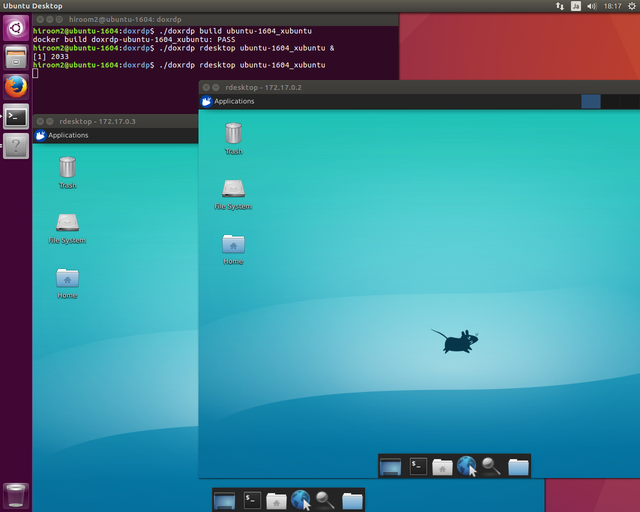 Ubuntu Desktop
Ja
18:17
hiroom2@ubuntu-1604: doxrdp
hiroom2@ubuntu-1604:doxrdp$ ./doxrdp build ubuntu-1604_xubuntu
docker build doxrdp-ubuntu-1604_xubuntu: PASS
hiroom2@ubuntu-1604:doxrdp$ ./doxrdp rdesktop ubuntu-1604_xubuntu &
[1] 2033
hiroom2@ubuntu-1604:doxrdp$ ./doxrdp rdesktop ubuntu-1604_xubuntu
rdesktop - 172.17.0.2
Applications
Trash
File System
Home
rdesktop - 172.17.0.3
Applications
Trash
File System
Home